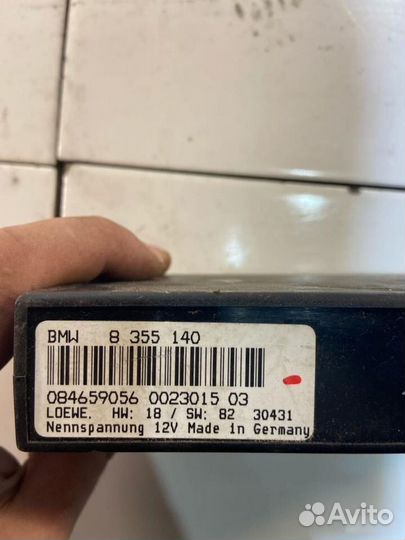 BMW 8 355 140
084659056 0023015 03
LOEWE. HW: 18 / SW: 82 30431
Nennspannung 12V Made in Germany
Avito